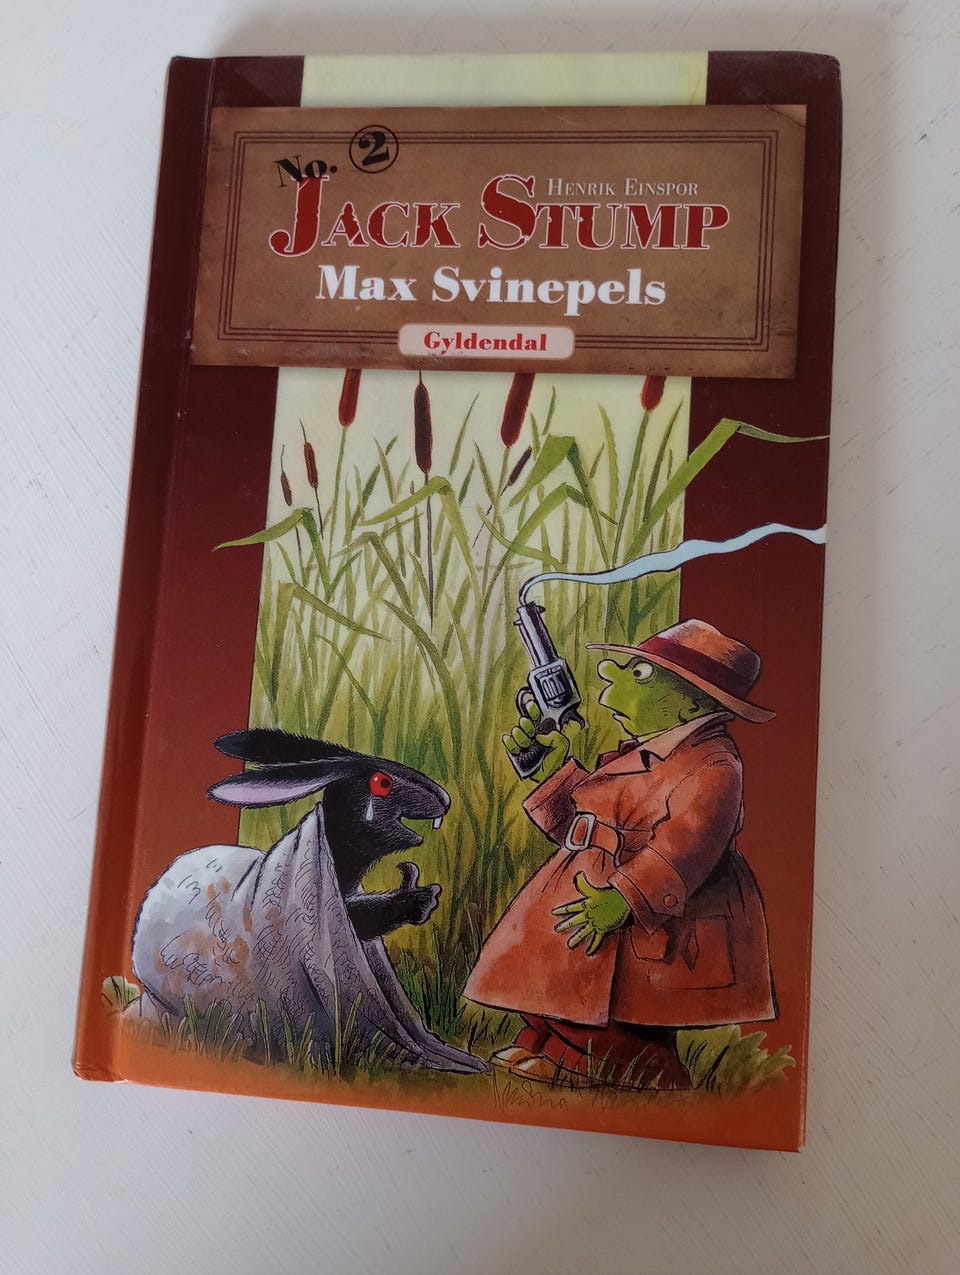 No. 2
HENRIK EINSPOR
JACK STUMP
Max Svinepels
Gyldendal